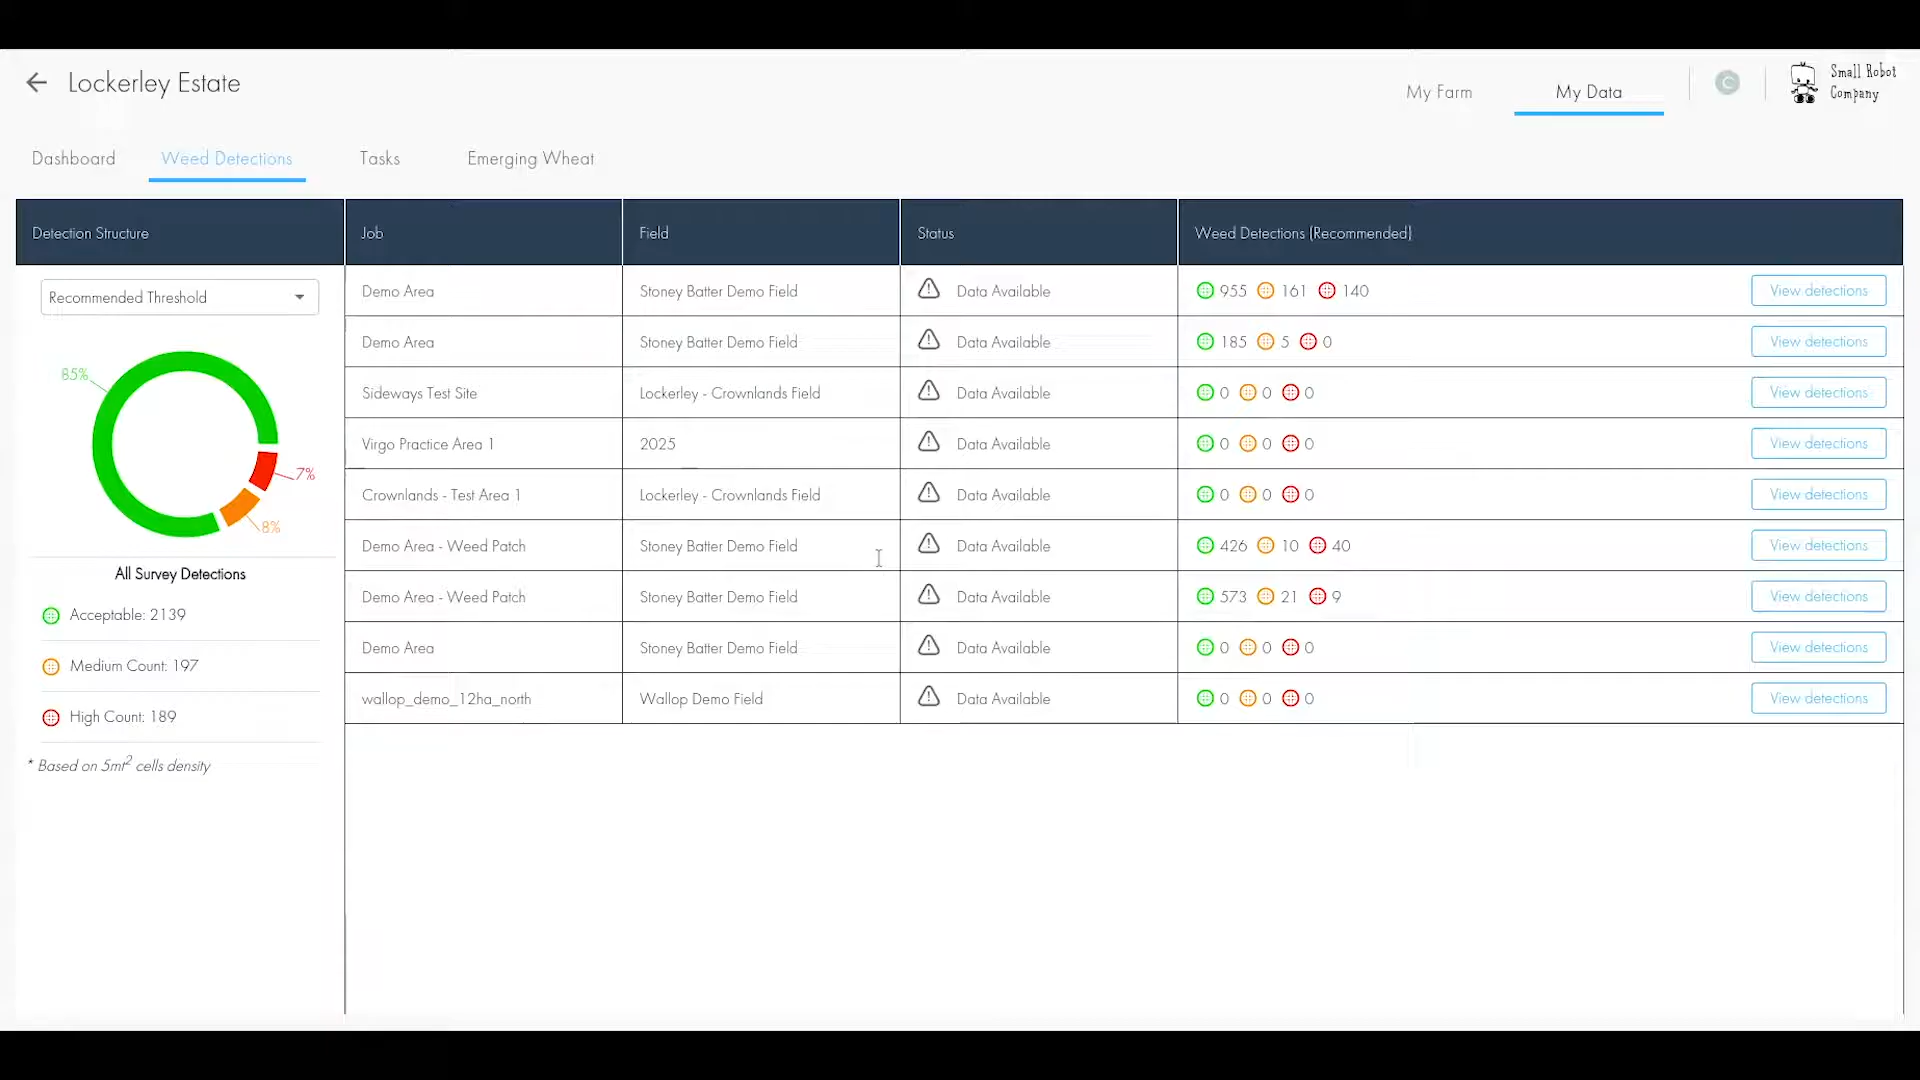 Lockerley Estate
My Farm
My Data
C
Small Robot
Company
Dashboard
Weed Detections
Tasks
Emerging Wheat
Detection Structure
Job
Field
Status
Weed Detections (Recommended)
Recommended Threshold
85%
7%
8%
All Survey Detections
Acceptable: 2139
Medium Count: 197
High Count: 189
* Based on 5mt² cells density
Demo Area Stoney Batter Demo Field Data Available 955 161 140 View detections
Demo Area Stoney Batter Demo Field Data Available 185 5 0 View detections
Sideways Test Site Lockerley - Crownlands Field Data Available 0 0 0 View detections
Virgo Practice Area 1 2025 Data Available 0 0 0 View detections
Crownlands - Test Area 1 Lockerley - Crownlands Field Data Available 0 0 0 View detections
Demo Area - Weed Patch Stoney Batter Demo Field Data Available 426 10 40 View detections
Demo Area - Weed Patch Stoney Batter Demo Field Data Available 573 21 9 View detections
Demo Area Stoney Batter Demo Field Data Available 0 0 0 View detections
wallop_demo_12ha_north Wallop Demo Field Data Available 0 0 0 View detections